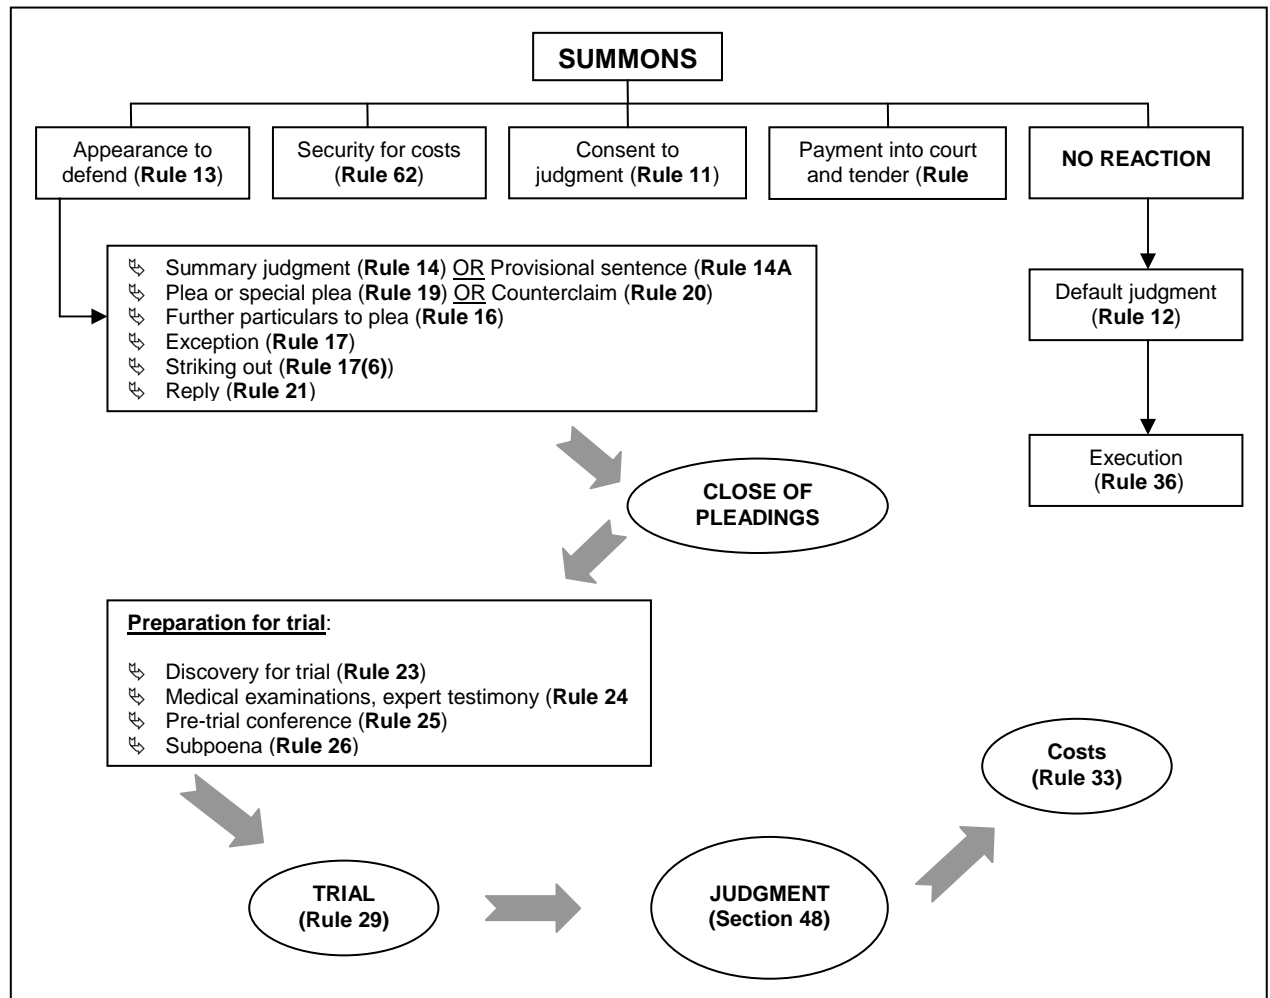 SUMMONS
Appearance to
defend (Rule 13)
Security for costs
(Rule 62)
Consent to
judgment (Rule 11)
Payment into court
and tender (Rule
NO REACTION
Summary judgment (Rule 14) OR Provisional sentence (Rule 14A
Plea or special plea (Rule 19) OR Counterclaim (Rule 20)
Further particulars to plea (Rule 16)
Exception (Rule 17)
Striking out (Rule 17(6))
Reply (Rule 21)
Default judgment
(Rule 12)
Execution
(Rule 36)
CLOSE OF
PLEADINGS
Preparation for trial:
Discovery for trial (Rule 23)
Medical examinations, expert testimony (Rule 24
Pre-trial conference (Rule 25)
Subpoena (Rule 26)
TRIAL
(Rule 29)
JUDGMENT
(Section 48)
Costs
(Rule 33)